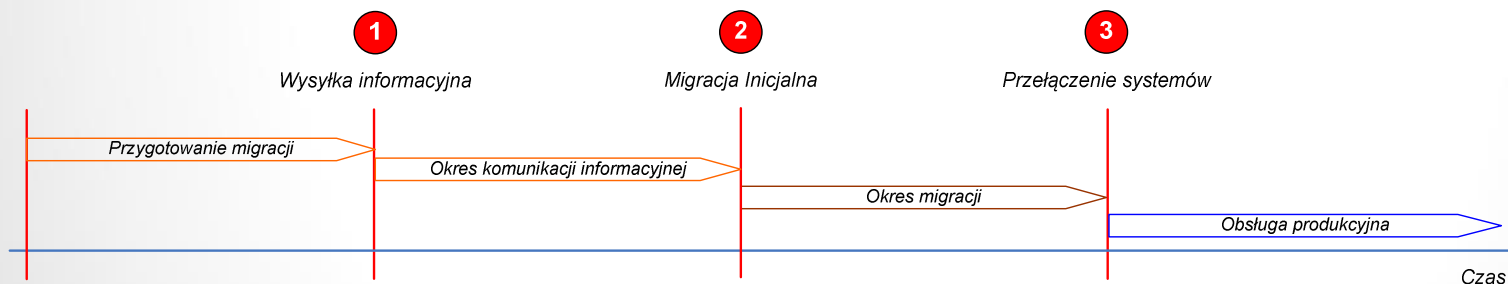 1
2
3
Wysyłka informacyjna
Migracja Inicjalna
Przełączenie systemów
Przygotowanie migracji
Okres komunikacji informacyjnej
Okres migracji
Obsługa produkcyjna
Czas